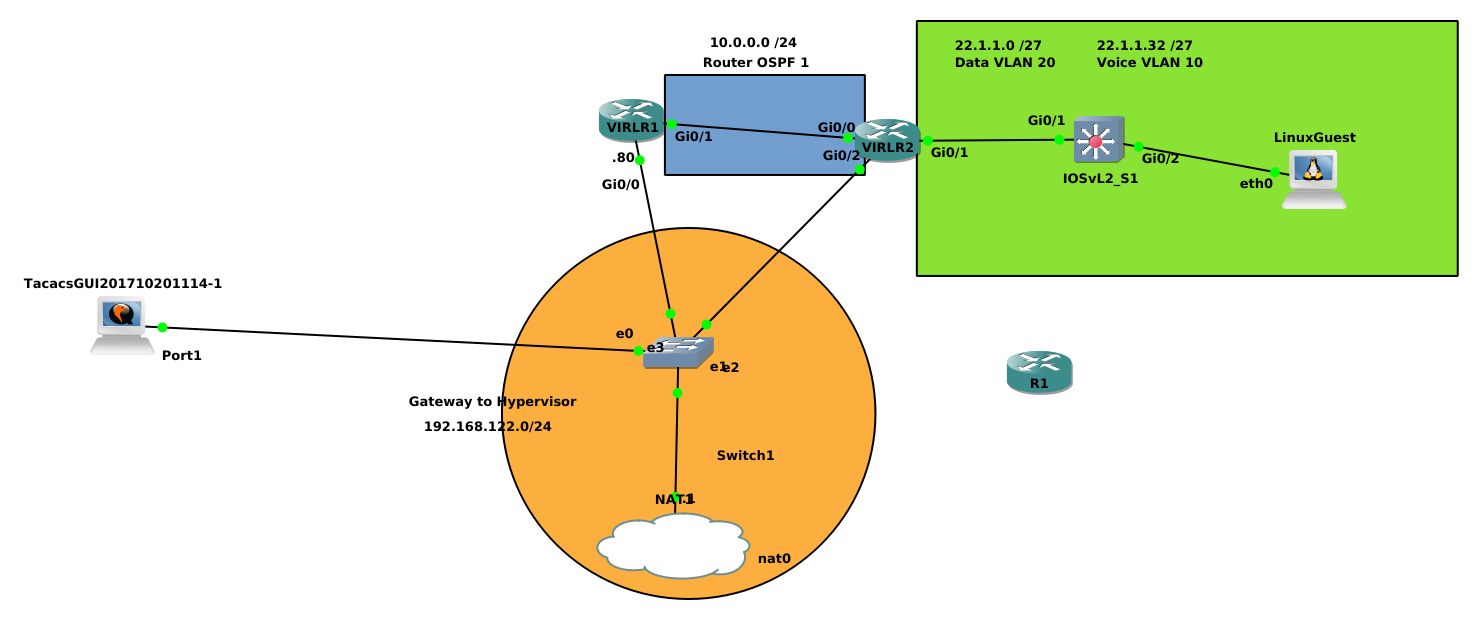 10.0.0.0 /24
Router OSPF 1
22.1.1.0 /27
Data VLAN 20
22.1.1.32 /27
Voice VLAN 10
VIRLR1
Gi0/1
Gi0/0
VIRLR2
Gi0/1
Gi0/1
IOSvL2_S1
Gi0/2
LinuxGuest
eth0
.80
Gi0/0
Gi0/2
TacacsGUI201710201114-1
Port1
e0
e3
e1
e2
R1
Gateway to Hypervisor
192.168.122.0/24
Switch1
NAT1
.1
nat0